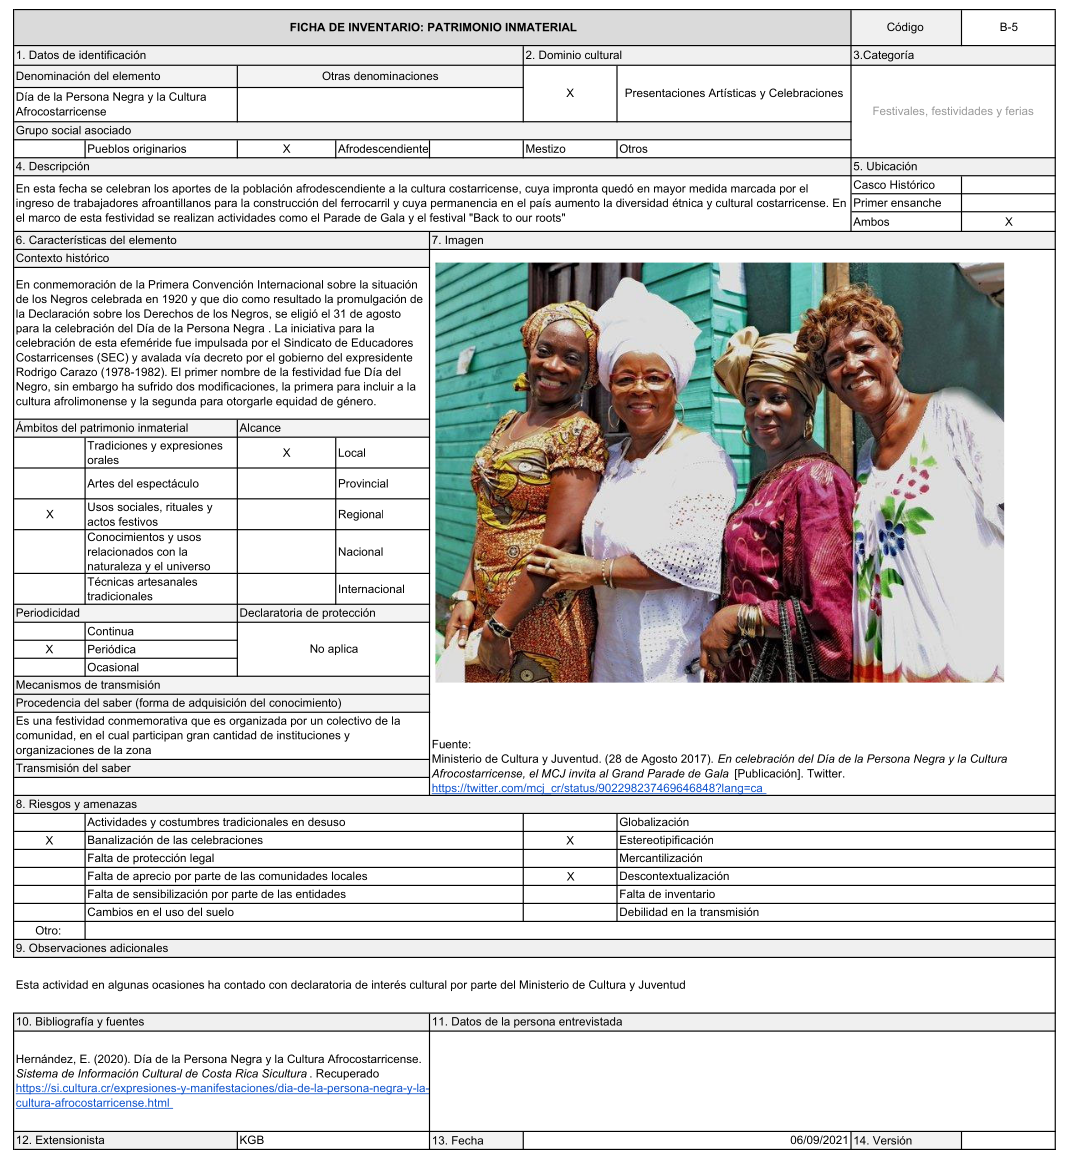 FICHA DE INVENTARIO: PATRIMONIO INMATERIAL
Código
B-5
1. Datos de identificación
2. Dominio cultural
3.Categoría
Denominación del elemento
Otras denominaciones
X
Presentaciones Artísticas y Celebraciones
Festivales, festividades y ferias
Día de la Persona Negra y la Cultura
Afrocostarricense
Grupo social asociado
Pueblos originarios
X
Afrodescendiente
Mestizo
Otros
4. Descripción
5. Ubicación
En esta fecha se celebran los aportes de la población afrodescendiente a la cultura costarricense, cuya impronta quedó en mayor medida marcada por el
ingreso de trabajadores afroantillanos para la construcción del ferrocarril y cuya permanencia en el país aumento la diversidad étnica y cultural costarricense. En
el marco de esta festividad se realizan actividades como el Parade de Gala y el festival "Back to our roots"
Casco Histórico
Primer ensanche
Ambos
X
6. Características del elemento
7. Imagen
Contexto histórico
En conmemoración de la Primera Convención Internacional sobre la situación
de los Negros celebrada en 1920 y que dio como resultado la promulgación de
la Declaración sobre los Derechos de los Negros, se eligió el 31 de agosto
para la celebración del Día de la Persona Negra . La iniciativa para la
celebración de esta efeméride fue impulsada por el Sindicato de Educadores
Costarricenses (SEC) y avalada vía decreto por el gobierno del expresidente
Rodrigo Carazo (1978-1982). El primer nombre de la festividad fue Día del
Negro, sin embargo ha sufrido dos modificaciones, la primera para incluir a la
cultura afrolimonense y la segunda para otorgarle equidad de género.
Ámbitos del patrimonio inmaterial
Alcance
Tradiciones y expresiones
orales
X
Local
Artes del espectáculo
Provincial
X
Usos sociales, rituales y
actos festivos
Regional
Conocimientos y usos
relacionados con la
naturaleza y el universo
Nacional
Técnicas artesanales
tradicionales
Internacional
Periodicidad
Declaratoria de protección
Continua
X
Periódica
Ocasional
No aplica
Mecanismos de transmisión
Procedencia del saber (forma de adquisición del conocimiento)
Es una festividad conmemorativa que es organizada por un colectivo de la
comunidad, en el cual participan gran cantidad de instituciones y
organizaciones de la zona
Transmisión del saber
Fuente:
Ministerio de Cultura y Juventud. (28 de Agosto 2017). En celebración del Día de la Persona Negra y la Cultura
Afrocostarricense, el MCJ invita al Grand Parade de Gala [Publicación]. Twitter.
https://twitter.com/mcj_cr/status/902298237469646848?lang=ca
8. Riesgos y amenazas
Actividades y costumbres tradicionales en desuso
Globalización
X
Banalización de las celebraciones
X
Estereotipificación
Falta de protección legal
Mercantilización
Falta de aprecio por parte de las comunidades locales
X
Descontextualización
Falta de sensibilización por parte de las entidades
Falta de inventario
Cambios en el uso del suelo
Debilidad en la transmisión
Otro:
9. Observaciones adicionales
Esta actividad en algunas ocasiones ha contado con declaratoria de interés cultural por parte del Ministerio de Cultura y Juventud
10. Bibliografía y fuentes
11. Datos de la persona entrevistada
Hernández, E. (2020). Día de la Persona Negra y la Cultura Afrocostarricense.
Sistema de Información Cultural de Costa Rica Sicultura . Recuperado
https://si.cultura.cr/expresiones-y-manifestaciones/dia-de-la-persona-negra-y-la-
cultura-afrocostarricense.html
12. Extensionista
KGB
13. Fecha
06/09/2021
14. Versión